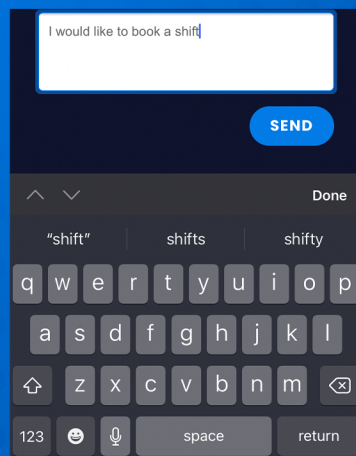 I would like to book a shift
SEND
Done
“shift” shifts shifty
q w e r t y u i o p
a s d f g h j k l
z x c v b n m
123 space return